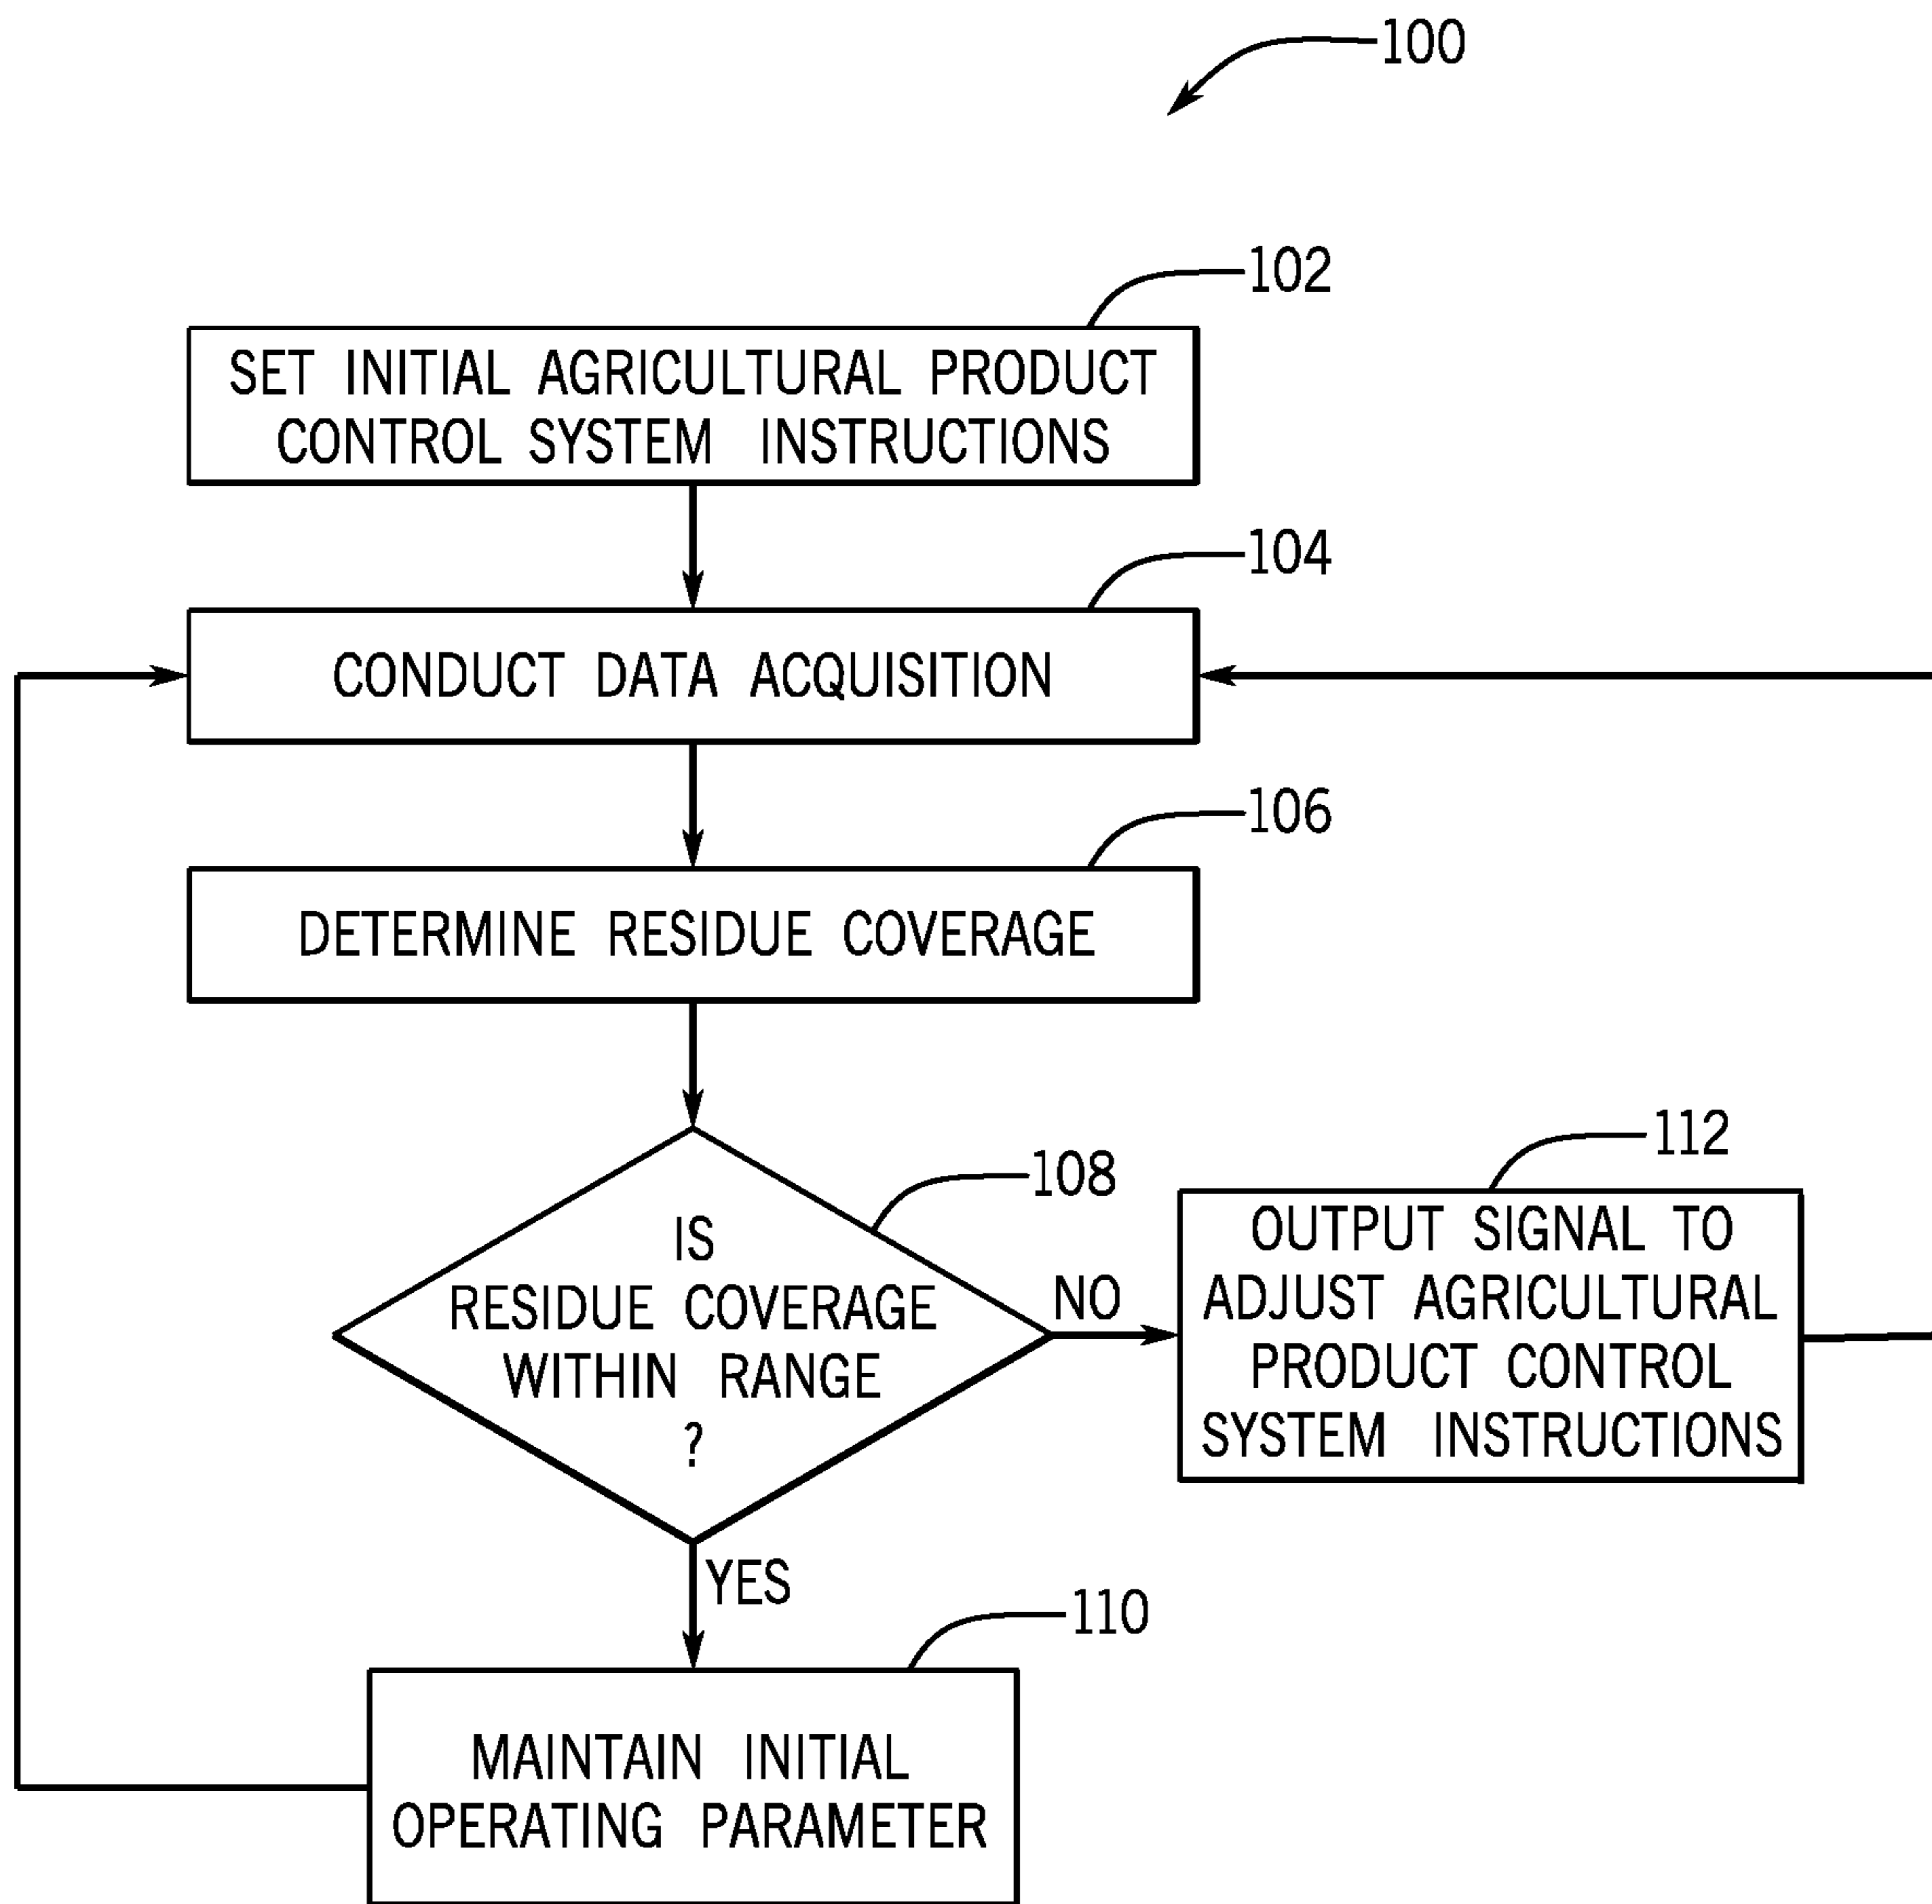 100
102
SET INITIAL AGRICULTURAL PRODUCT
CONTROL SYSTEM INSTRUCTIONS
104
CONDUCT DATA ACQUISITION
106
DETERMINE RESIDUE COVERAGE
108
IS
RESIDUE COVERAGE
WITHIN RANGE
?
NO
112
OUTPUT SIGNAL TO
ADJUST AGRICULTURAL
PRODUCT CONTROL
SYSTEM INSTRUCTIONS
YES
110
MAINTAIN INITIAL
OPERATING PARAMETER